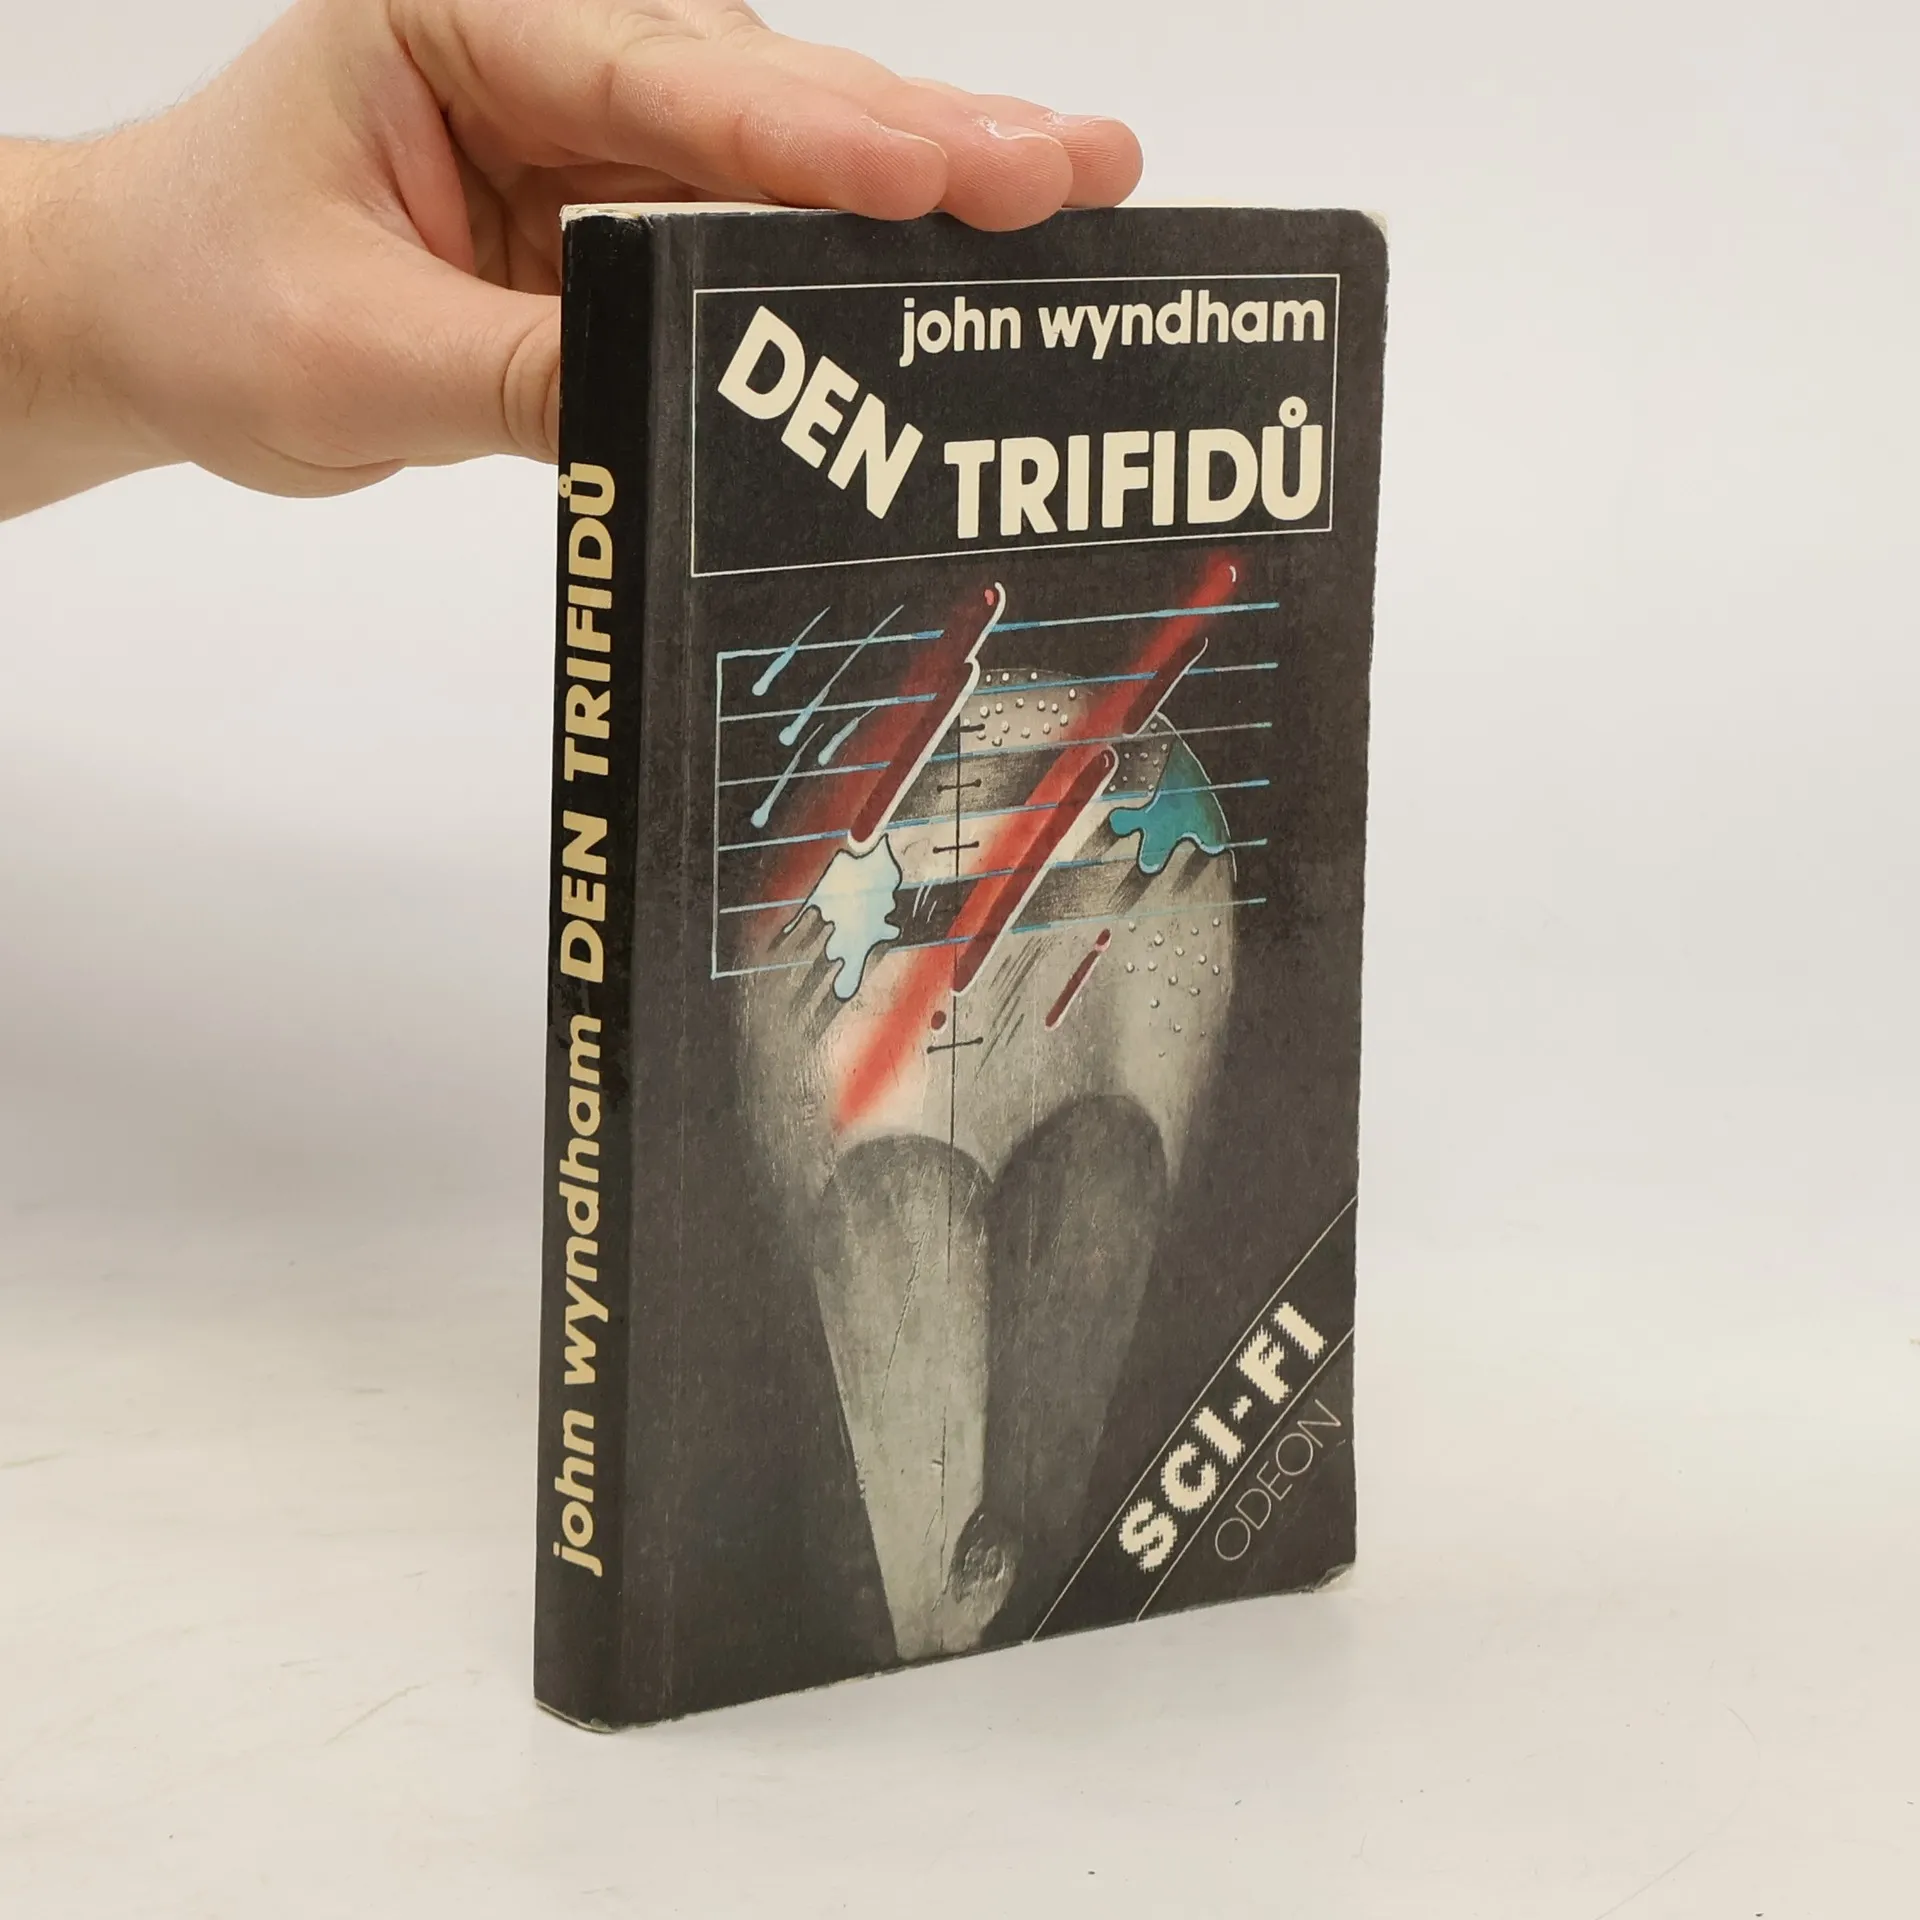 john wyndham
DEN TRIFIDŮ
SCI-FI
ODEON
john wyndham DEN TRIFIDŮ